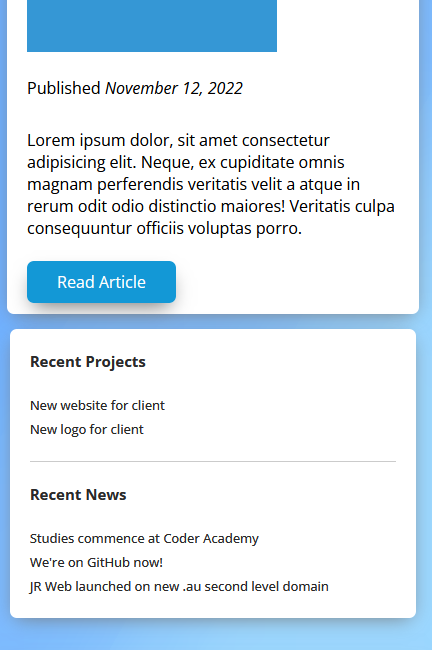 Published November 12, 2022
Lorem ipsum dolor, sit amet consectetur
adipisicing elit. Neque, ex cupiditate omnis
magnam perferendis veritatis velit a atque in
rerum odit odio distinctio maiores! Veritatis culpa
consequuntur officiis voluptas porro.
Read Article
Recent Projects
New website for client
New logo for client
Recent News
Studies commence at Coder Academy
We're on GitHub now!
JR Web launched on new .au second level domain